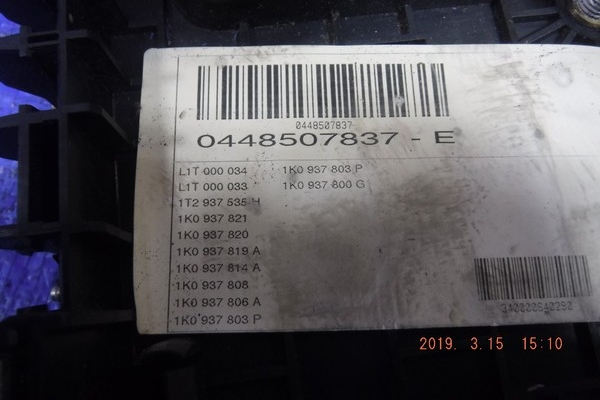 0448507837
0448507837 - E
L1T 000 034 1K0 937 803 P
L1T 000 033 1K0 937 800 G
1T2 937 535 H
1K0 937 821
1K0 937 820
1K0 937 819 A
1K0 937 814 A
1K0 937 808
1K0 937 806 A
1K0 937 803 P
2019. 3.15 15:10